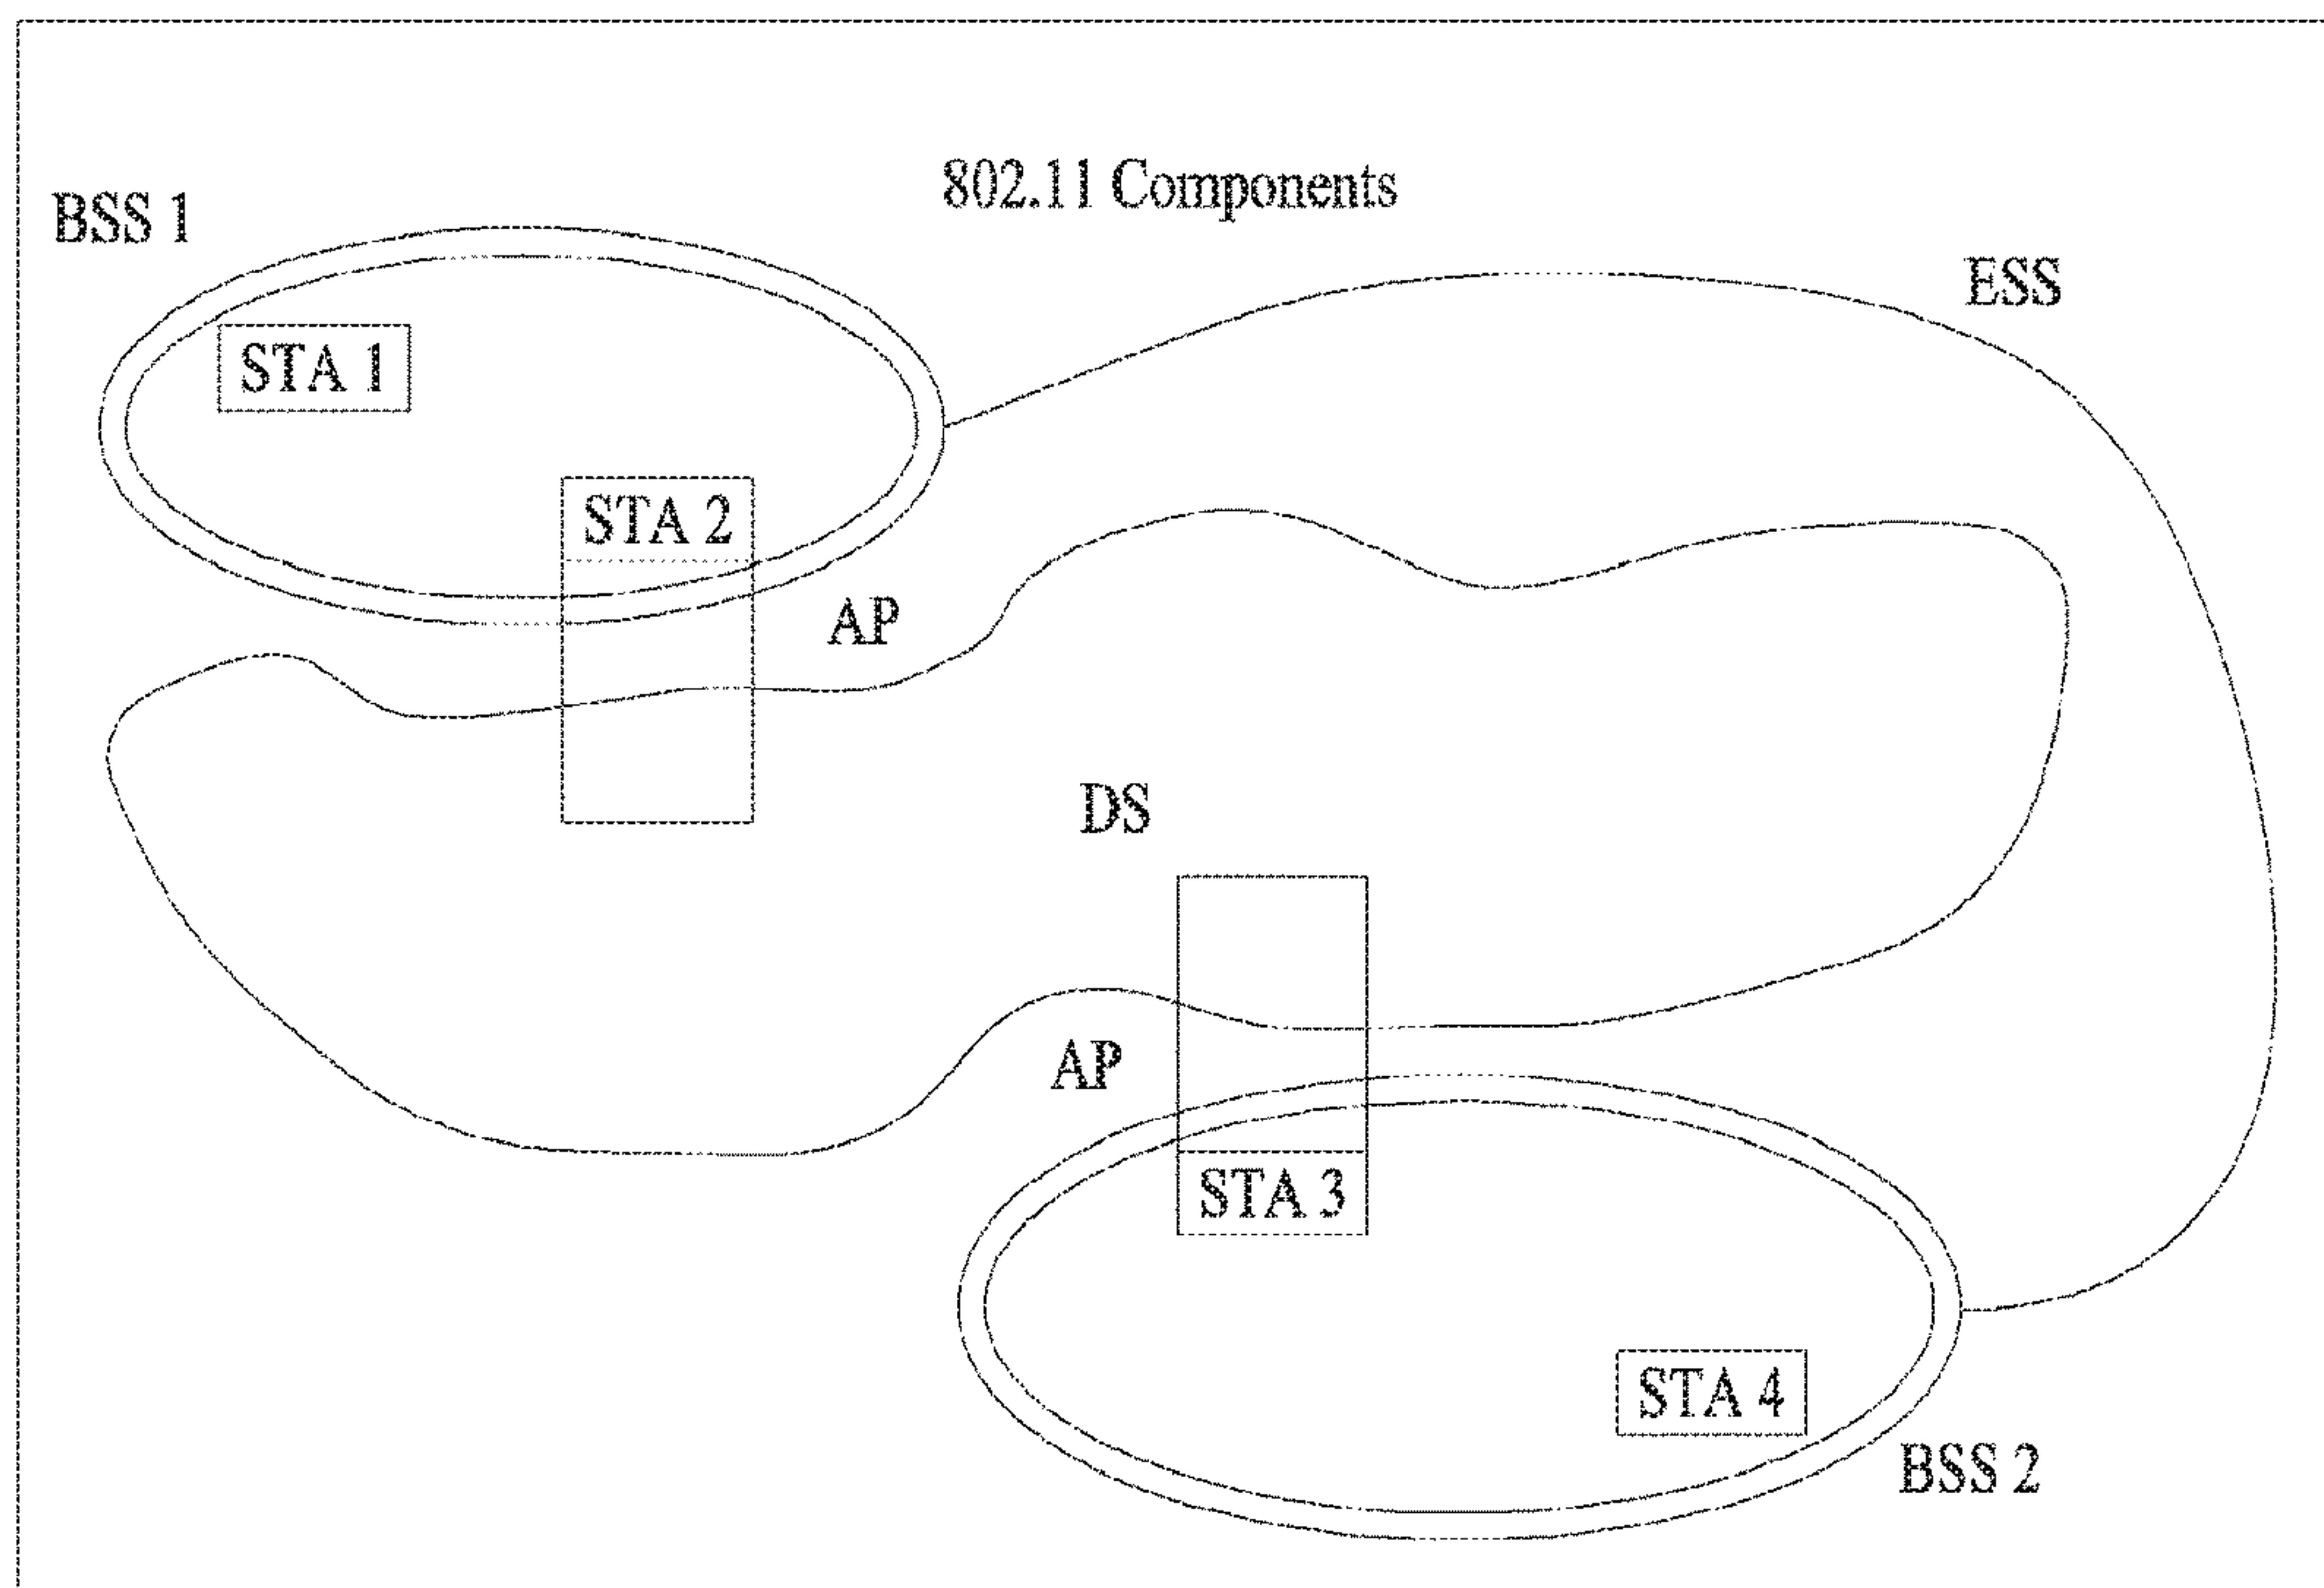 802.11 Components
BSS 1
ESS
STA 1
STA 2
AP
DS
AP
STA 3
STA 4
BSS 2